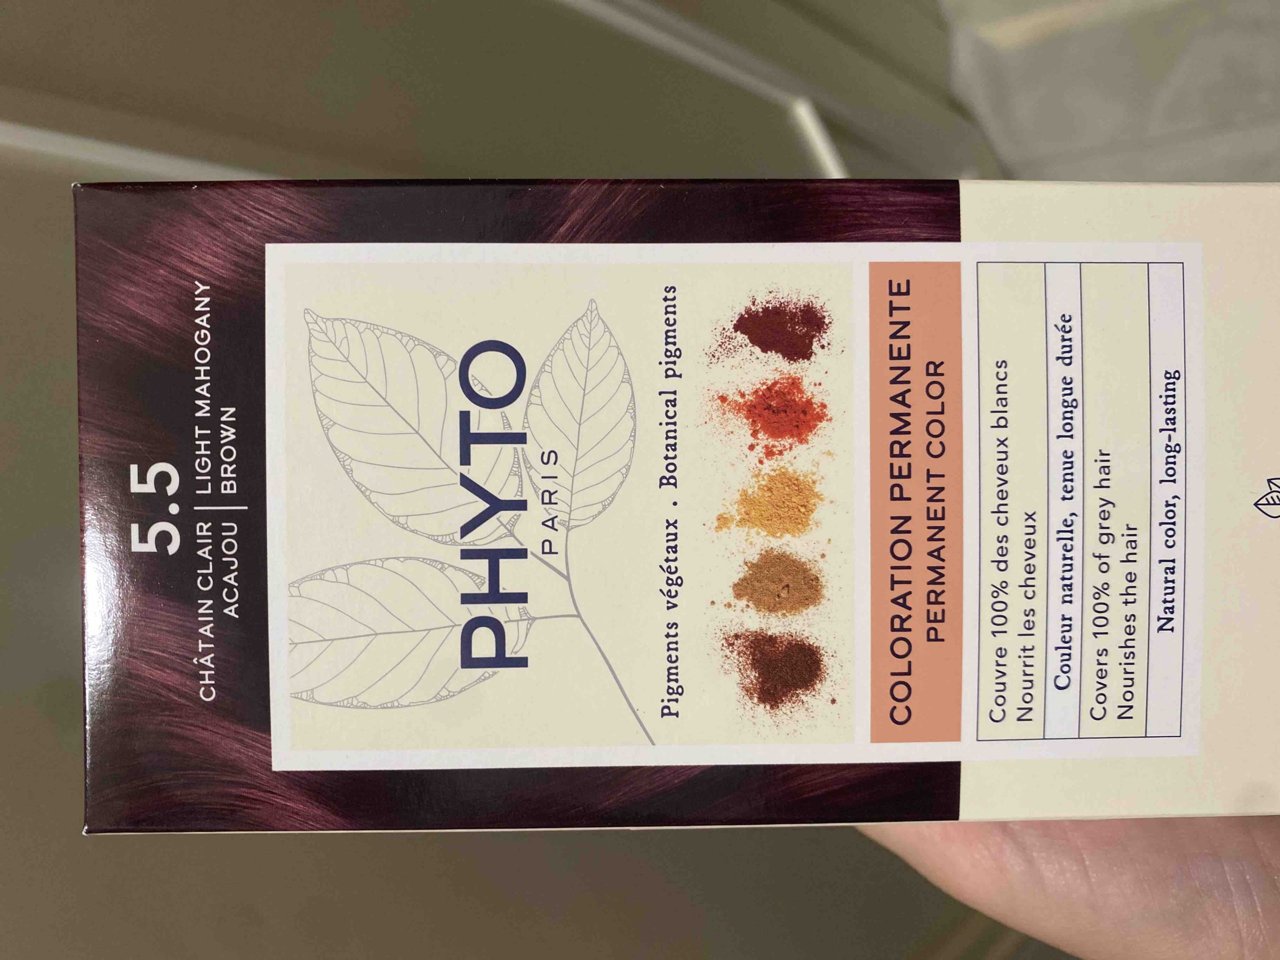 5.5
CHÂTAIN CLAIR
ACAJOU
LIGHT MAHOGANY
BROWN
PHYTO
PARIS
Pigments végétaux . Botanical pigments
COLORATION PERMANENTE
PERMANENT COLOR
Couvre 100% des cheveux blancs
Nourrit les cheveux
Couleur naturelle, tenue longue durée
Covers 100% of grey hair
Nourishes the hair
Natural color, long-lasting